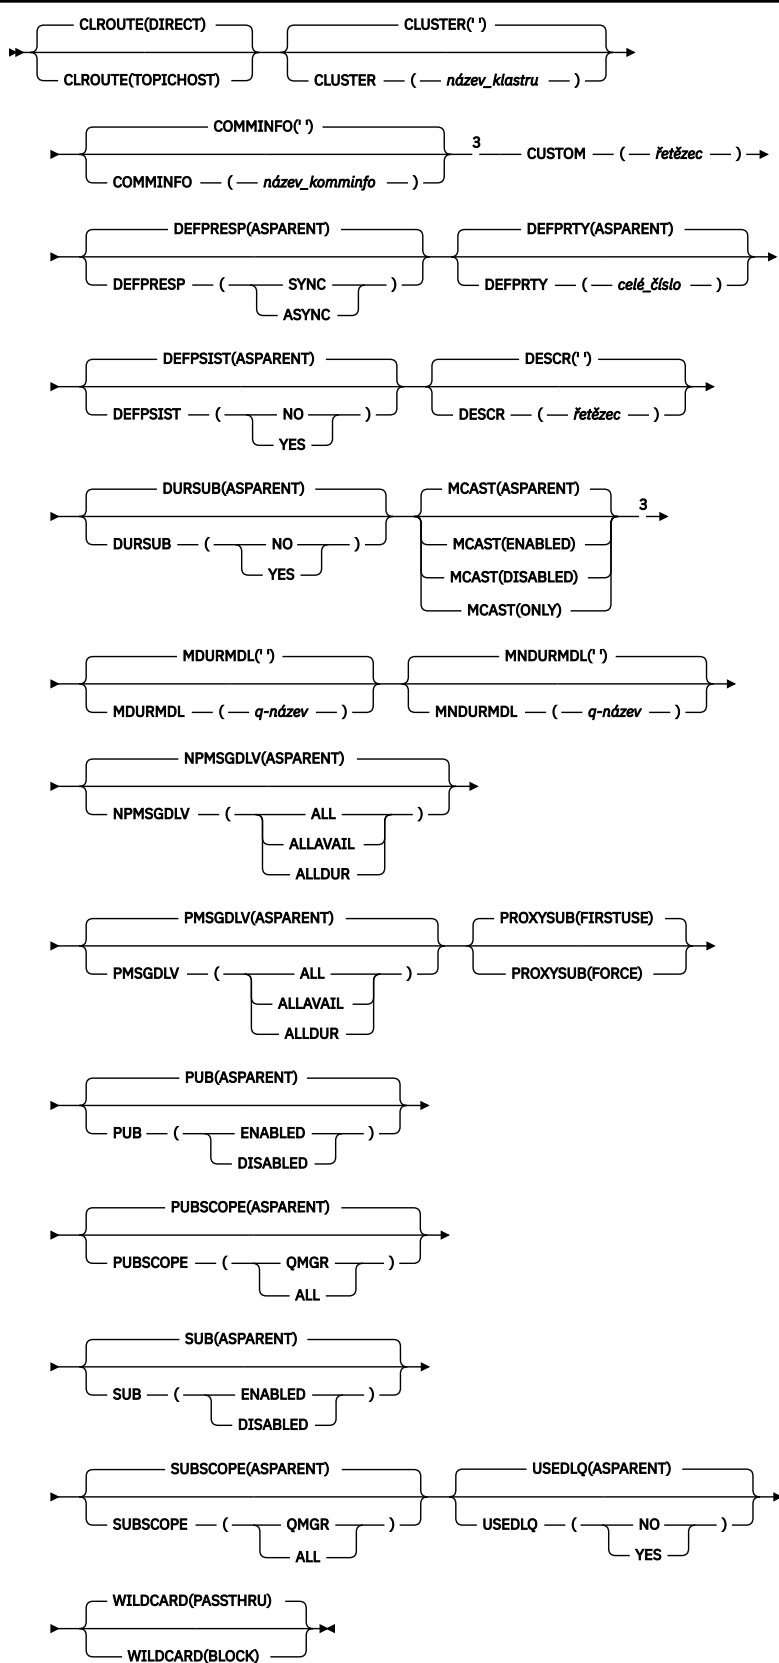 CLROUTE(DIRECT) CLUSTER(' ')
CLROUTE(TOPICHOST) CLUSTER ( název_klastru )
COMMINFO(' ') 3
COMMINFO ( název_komminfo ) CUSTOM ( řetězec )
DEFPRESP(ASPARENT) DEFPRTY(ASPARENT)
DEFPRESP ( SYNC ) DEFPRTY ( celé_číslo )
ASYNC
DEFPSIST(ASPARENT) DESCR(' ')
DEFPSIST ( NO ) DESCR ( řetězec )
YES
DURSUB(ASPARENT) MCAST(ASPARENT) 3
DURSUB ( NO ) MCAST(ENABLED)
YES MCAST(DISABLED)
MCAST(ONLY)
MDURMDL(' ') MNDURMDL(' ')
MDURMDL ( q-název ) MNDURMDL ( q-název )
NPMSGDLV(ASPARENT)
NPMSGDLV ( ALL )
ALLAVAIL
ALLDUR
PMSGDLV(ASPARENT) PROXYSUB(FIRSTUSE)
PMSGDLV ( ALL ) PROXYSUB(FORCE)
ALLAVAIL
ALLDUR
PUB(ASPARENT)
PUB ( ENABLED )
DISABLED
PUBSCOPE(ASPARENT)
PUBSCOPE ( QMGR )
ALL
SUB(ASPARENT)
SUB ( ENABLED )
DISABLED
SUBSCOPE(ASPARENT) USEDLQ(ASPARENT)
SUBSCOPE ( QMGR ) USEDLQ ( NO )
ALL YES
WILDCARD(PASSTHRU)
WILDCARD(BLOCK)